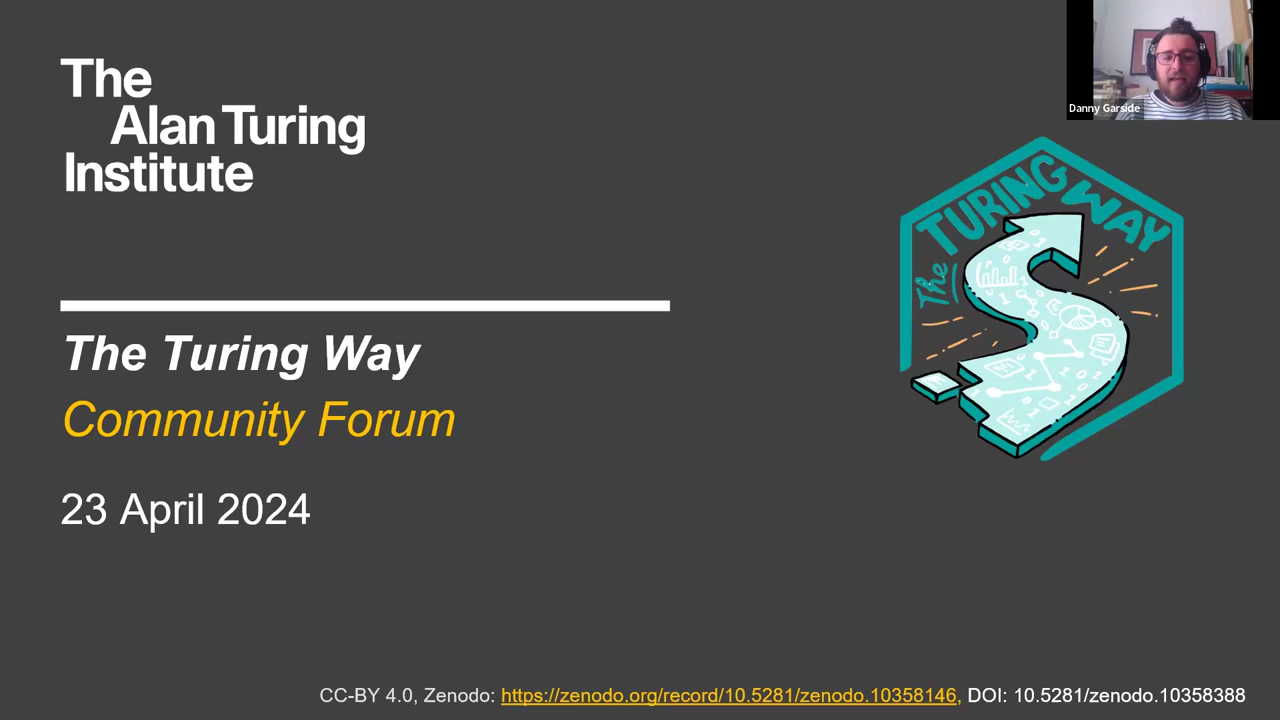 The
Alan Turing
Institute
Danny Garside
The TURING WAY
The Turing Way
Community Forum
23 April 2024
CC-BY 4.0, Zenodo: https://zenodo.org/record/10.5281/zenodo.10358146, DOI: 10.5281/zenodo.10358388